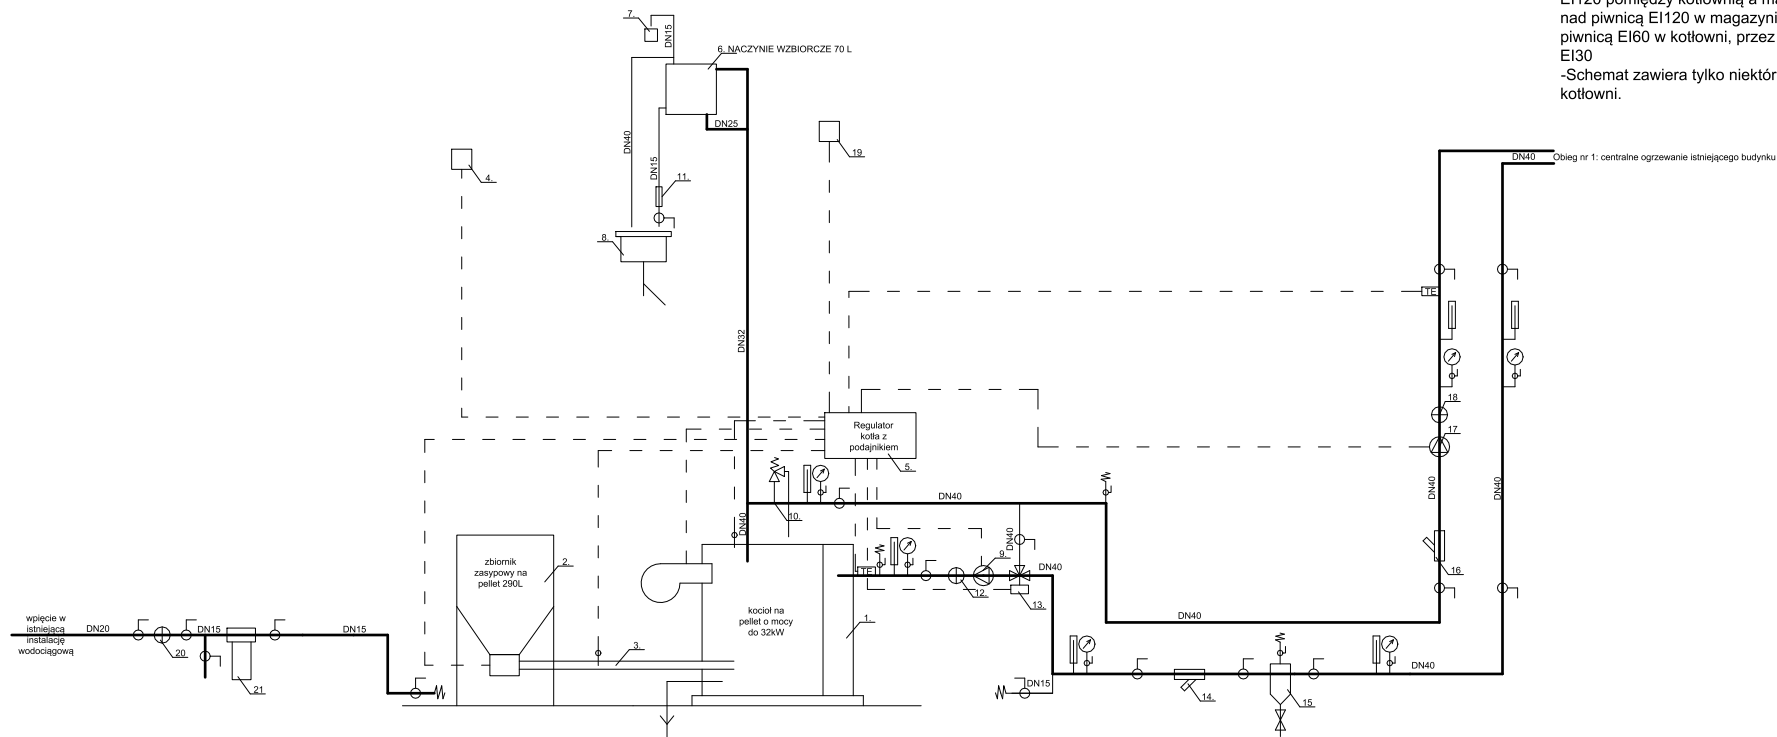 EI120 pomiędzy kotłownią a
nad piwnicą EI120 w
piwnicą EI60 w kotłowni, przez
EI30
-Schemat zawiera tylko
kotłowni.
7.
DN15
6. NACZYNIE WZBIORCZE 70 L
DN40
DN25
DN15
4.
11.
19
8.
DN40
Obieg nr 1: centralne ogrzewanie istniejącego budynku
TE
DN32
18
17
Regulator
kotła z
podajnikiem
5.
DN40
DN40
DN40
10.
DN40
DN40
9.
16
zbiornik
zasypowy na
pellet 290L
2.
TE
12.
DN40
13.
kocioł na
pellet o mocy
do 32kW
1.
DN40
wpięcie w
istniejącą
instalację
wodociągową
DN20
20
DN15
21
DN15
3.
DN15
14.
15
DN40